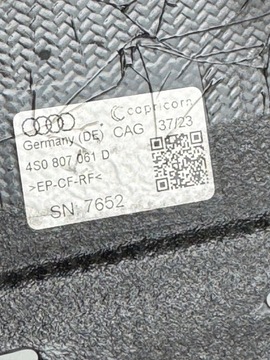 capricorn
Germany (DE) CAG 37/23
4S0 807 061 D
>EP-CF-RF<
SN: 7652